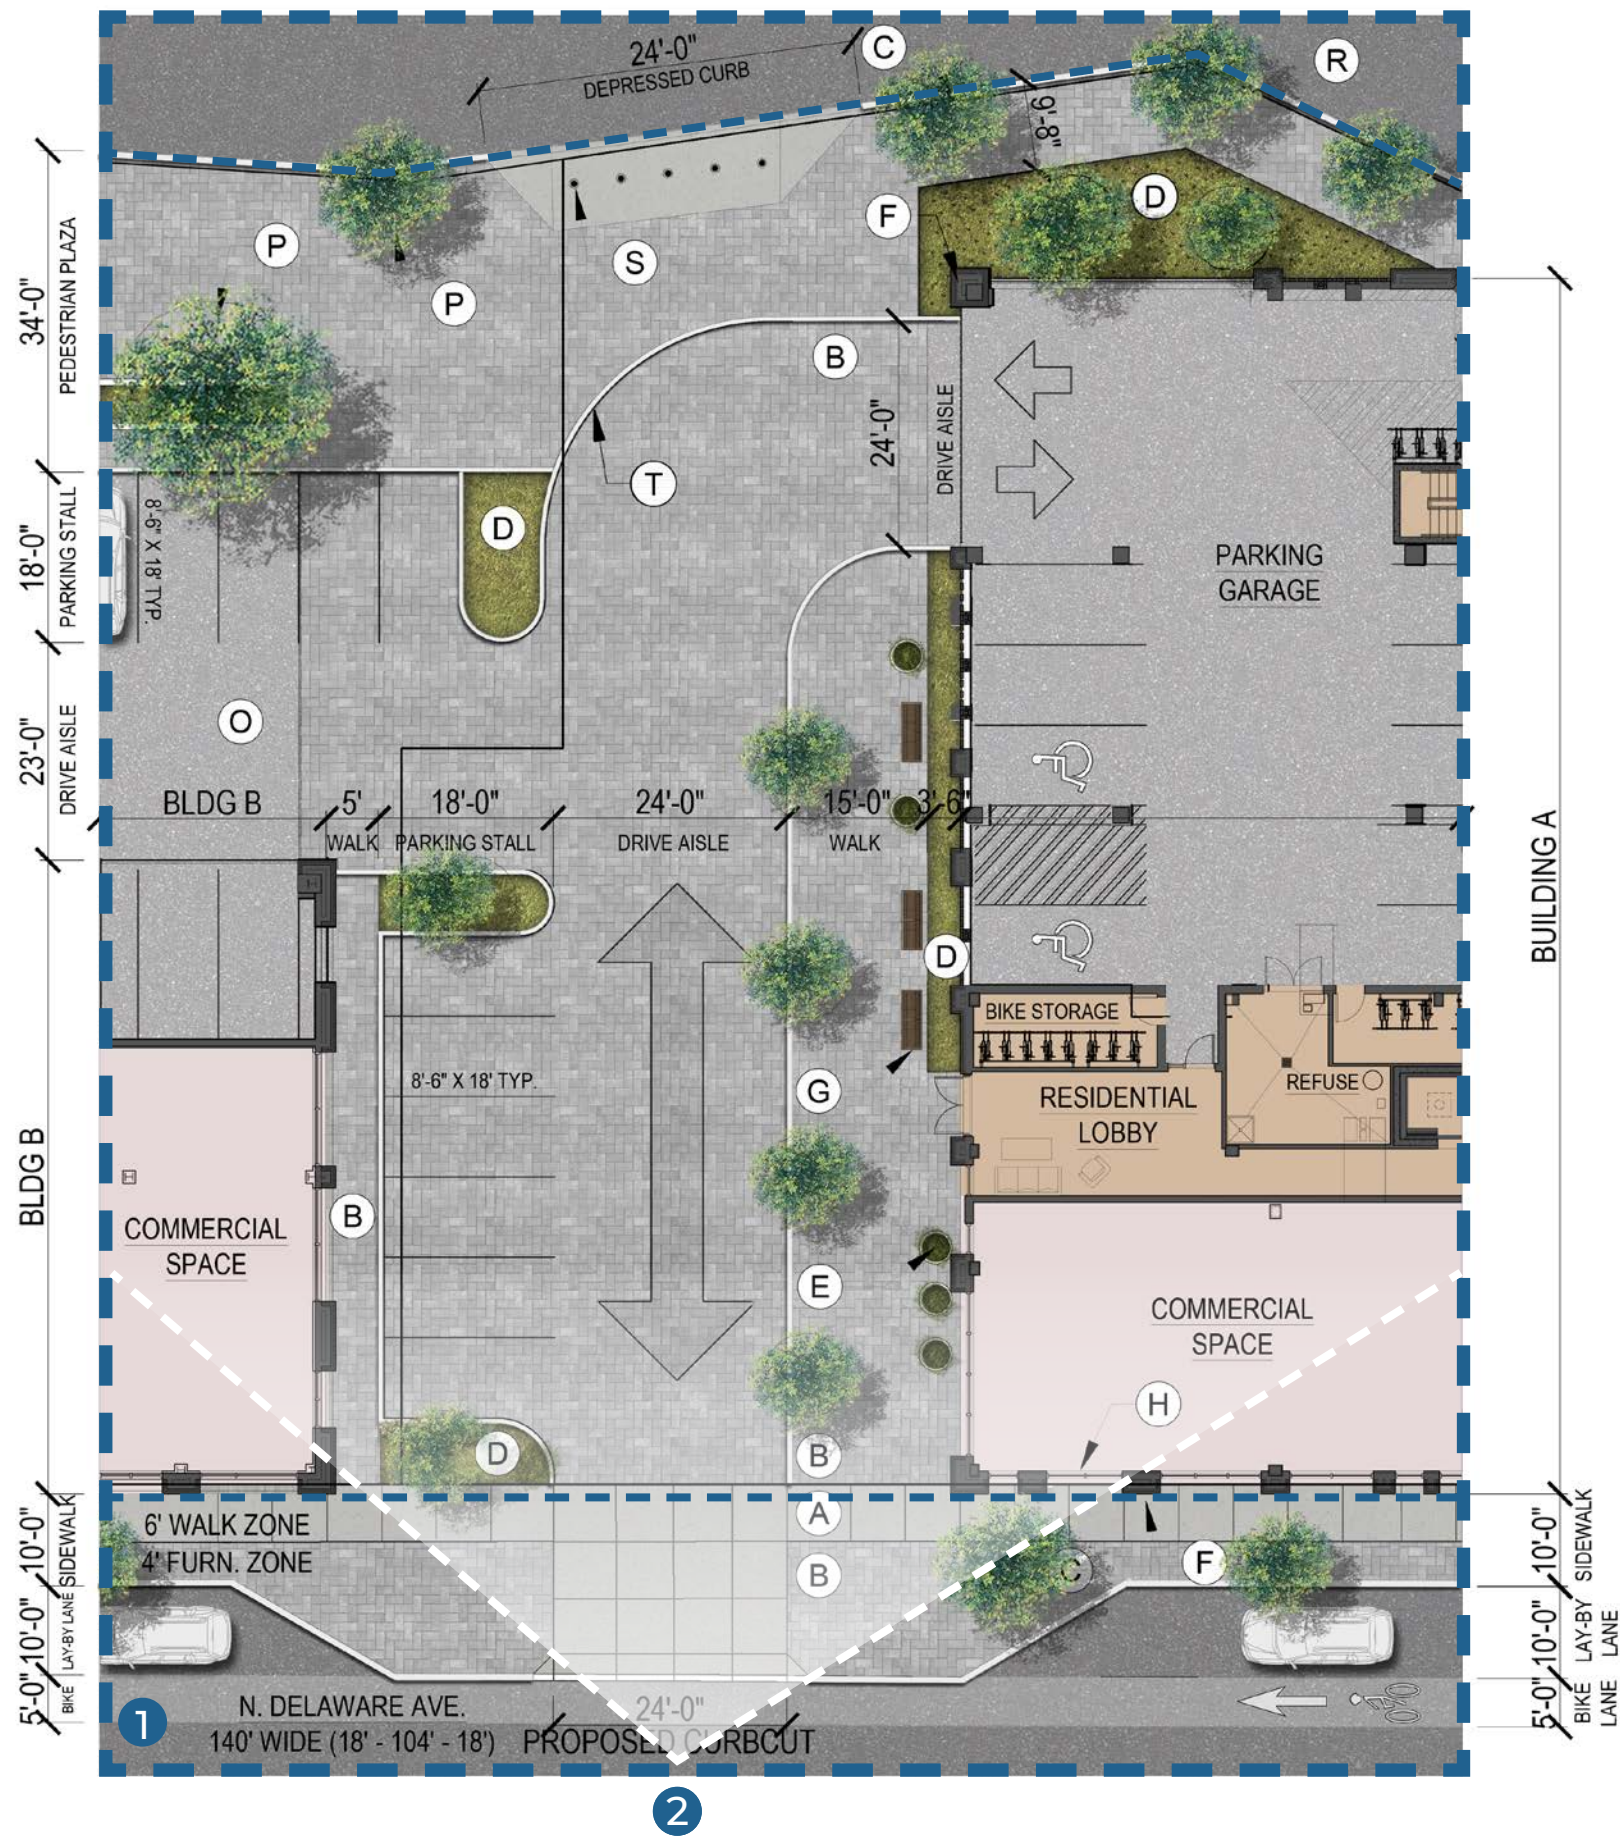 24'-0"
DEPRESSED CURB
C
R
9'-8"
D
F
P
S
P
34'-0"
PEDESTRIAN PLAZA
B
24'-0"
DRIVE AISLE
T
D
18'-0"
PARKING STALL
8'-6" X 18' TYP.
PARKING
GARAGE
O
23'-0"
DRIVE AISLE
BLDG B
5'
WALK
18'-0"
PARKING STALL
24'-0"
DRIVE AISLE
15'-0"
WALK
3'-6"
BUILDING A
D
BIKE STORAGE
8'-6" X 18' TYP.
G
REFUSE
RESIDENTIAL
LOBBY
BLDG B
B
COMMERCIAL
SPACE
E
COMMERCIAL
SPACE
H
D
B
A
6' WALK ZONE
4' FURN. ZONE
B
C
F
10'-0"
SIDEWALK
10'-0"
LAY-BY LANE
5'-0"
BIKE
10'-0"
SIDEWALK
10'-0"
LAY-BY
LANE
5'-0"
BIKE
LANE
N. DELAWARE AVE.
140' WIDE (18' - 104' - 18')
24'-0"
PROPOSED CURBCUT
1
2